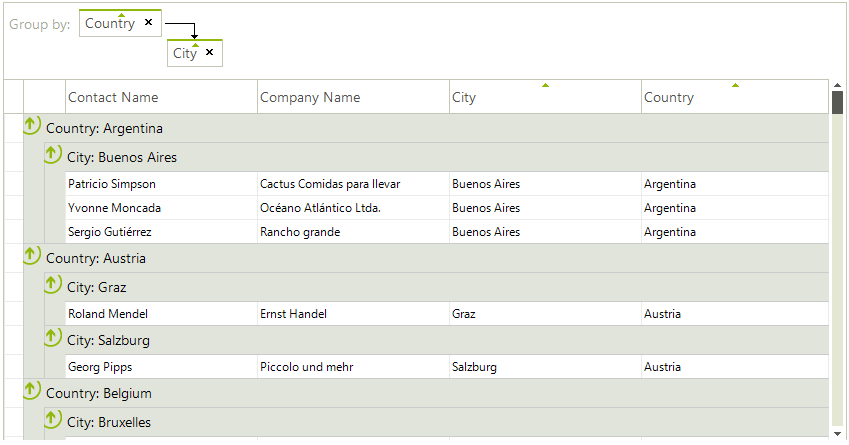 Group by: Country ×
City ×
Contact Name Company Name City Country
Country: Argentina
City: Buenos Aires
Patricio Simpson Cactus Comidas para llevar Buenos Aires Argentina
Yvonne Moncada Océano Atlántico Ltda. Buenos Aires Argentina
Sergio Gutiérrez Rancho grande Buenos Aires Argentina
Country: Austria
City: Graz
Roland Mendel Ernst Handel Graz Austria
City: Salzburg
Georg Pipps Piccolo und mehr Salzburg Austria
Country: Belgium
City: Bruxelles